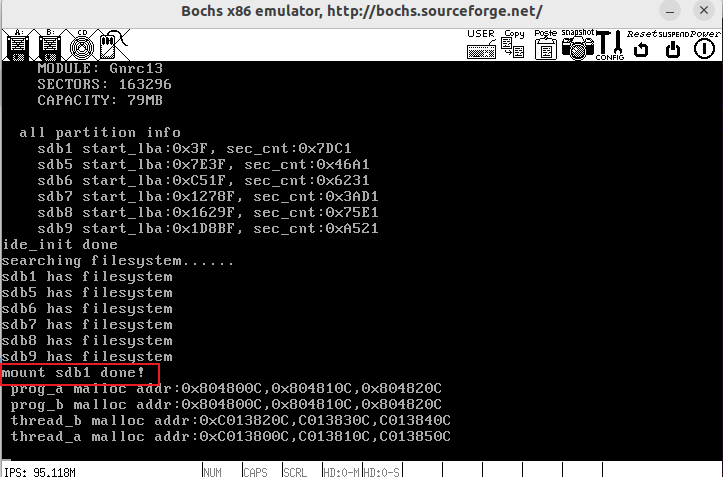 Bochs x86 emulator, http://bochs.sourceforge.net/
A: B: CD USER Copy Paste snapshot CONFIG Reset SUSPEND Power
MODULE: Gnrc13
SECTORS: 163296
CAPACITY: 79MB
all partition info
sdb1 start_lba:0x3F, sec_cnt:0x7DC1
sdb5 start_lba:0x7E3F, sec_cnt:0x46A1
sdb6 start_lba:0xC51F, sec_cnt:0x6231
sdb7 start_lba:0x1278F, sec_cnt:0x3AD1
sdb8 start_lba:0x1629F, sec_cnt:0x75E1
sdb9 start_lba:0x1D8BF, sec_cnt:0xA521
ide_init done
searching filesystem......
sdb1 has filesystem
sdb5 has filesystem
sdb6 has filesystem
sdb7 has filesystem
sdb8 has filesystem
sdb9 has filesystem
mount sdb1 done!
prog_a malloc addr:0x804800C,0x804810C,0x804820C
prog_b malloc addr:0x804800C,0x804810C,0x804820C
thread_b malloc addr:0xC013820C,C013830C,C013840C
thread_a malloc addr:0xC013800C,C013810C,C013850C
IPS: 95.118M NUM CAPS SCRL HD:0-M HD:0-S